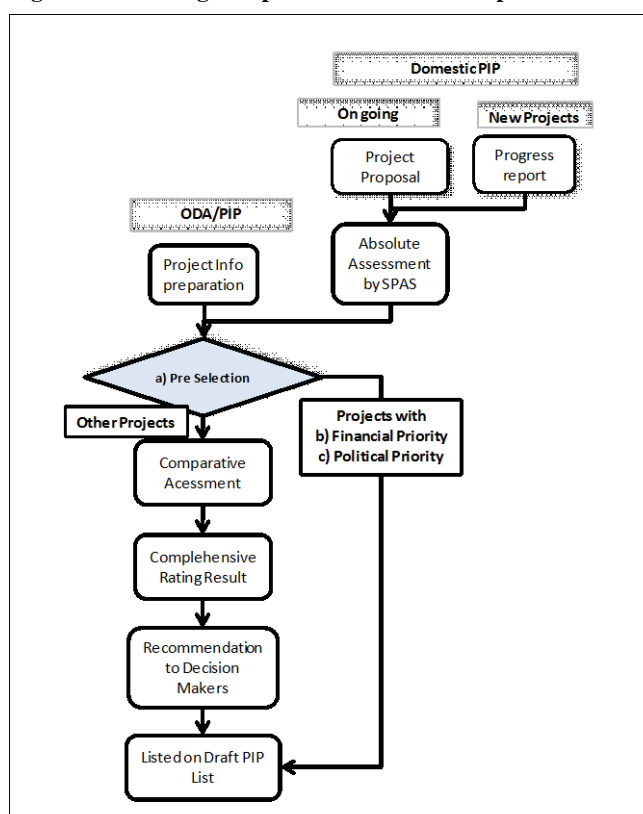 Domestic PIP
On going
New Projects
Project
Proposal
Progress
report
ODA/PIP
Project Info
preparation
Absolute
Assessment
by SPAS
a) Pre Selection
Other Projects
Projects with
b) Financial Priority
c) Political Priority
Comparative
Acessment
Complehensive
Rating Result
Recommendation
to Decision
Makers
Listed on Draft PIP
List